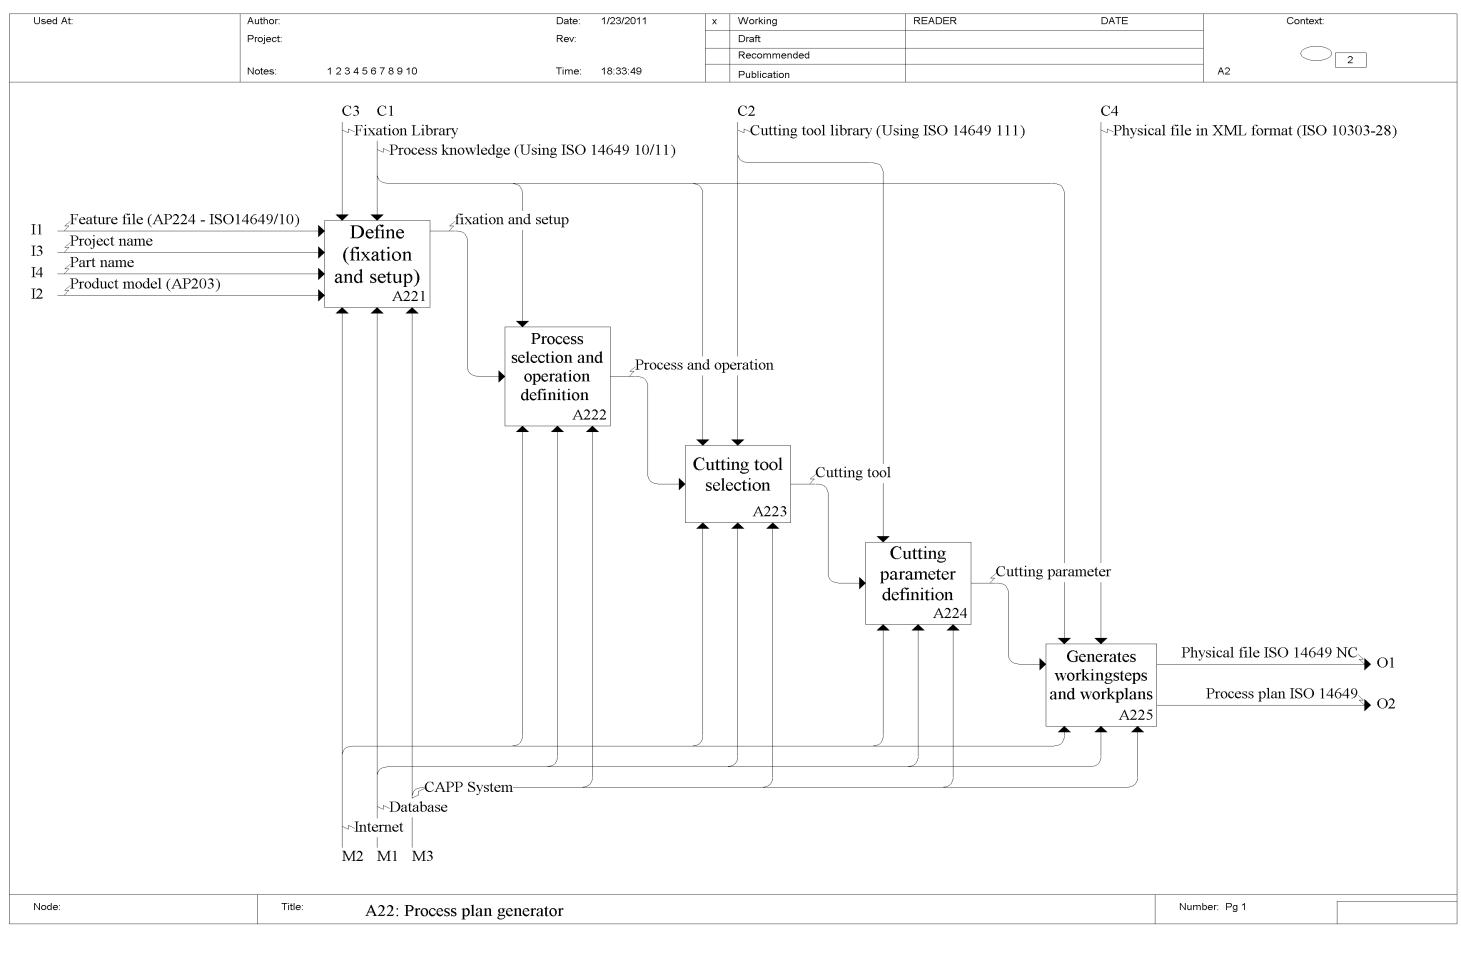 Used At:
Author:
Date: 1/23/2011
x Working
READER
DATE
Context:
Project:
Rev:
Draft
Recommended
2
Notes: 1 2 3 4 5 6 7 8 9 10
Time: 18:33:49
Publication
A2
C3 C1
C2
C4
Fixation Library
Cutting tool library (Using ISO 14649 111)
Physical file in XML format (ISO 10303-28)
Process knowledge (Using ISO 14649 10/11)
I1 Feature file (AP224 - ISO14649/10)
I3 Project name
I4 Part name
I2 Product model (AP203)
Define
(fixation
and setup)
A221
fixation and setup
Process
selection and
operation
definition
A222
Process and operation
Cutting tool
selection
A223
Cutting tool
Cutting
parameter
definition
A224
Cutting parameter
Generates
workingsteps
and workplans
A225
Physical file ISO 14649 NC O1
Process plan ISO 14649 O2
CAPP System
Database
Internet
M2 M1 M3
Node:
Title: A22: Process plan generator
Number: Pg 1